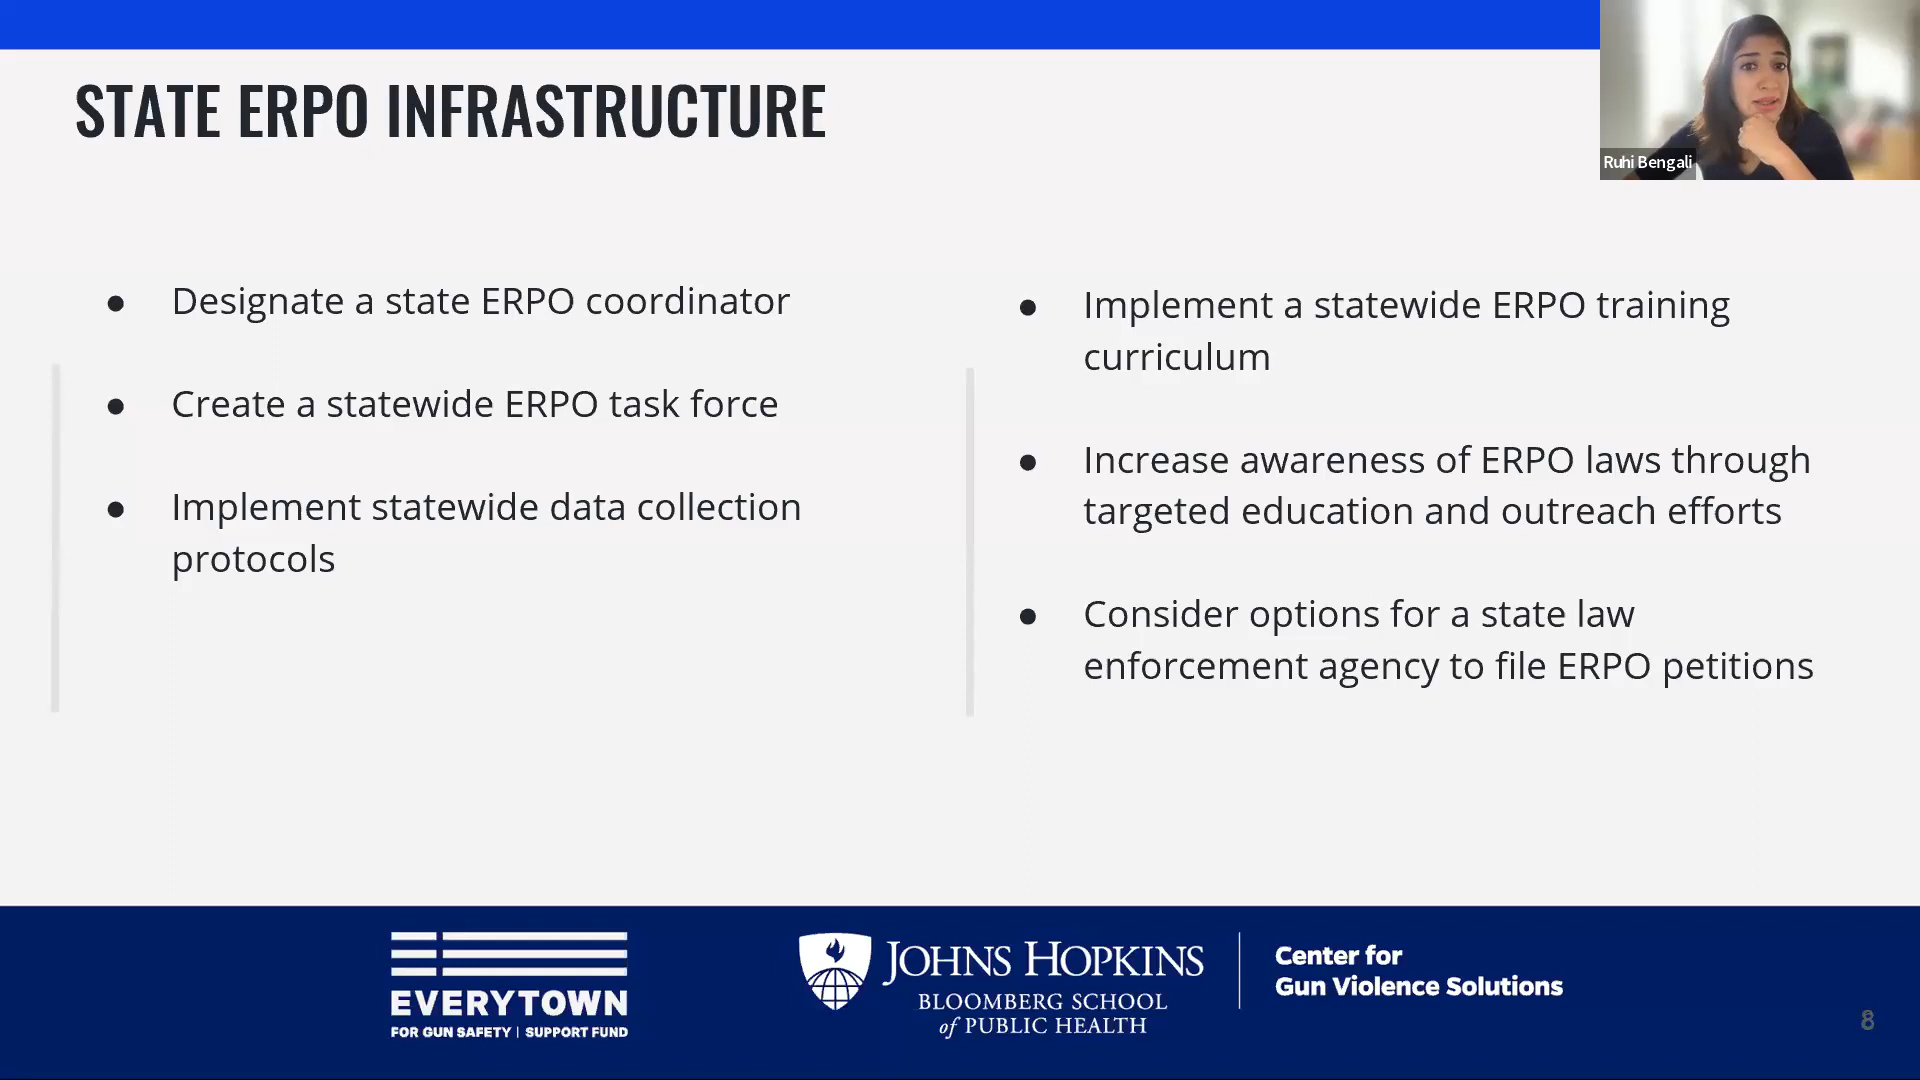 STATE ERPO INFRASTRUCTURE
Ruhi Bengali
● Designate a state ERPO coordinator
● Create a statewide ERPO task force
● Implement statewide data collection
protocols
● Implement a statewide ERPO training
curriculum
● Increase awareness of ERPO laws through
targeted education and outreach efforts
● Consider options for a state law
enforcement agency to file ERPO petitions
EVERYTOWN
FOR GUN SAFETY | SUPPORT FUND
JOHNS HOPKINS
BLOOMBERG SCHOOL
of PUBLIC HEALTH
Center for
Gun Violence Solutions
8